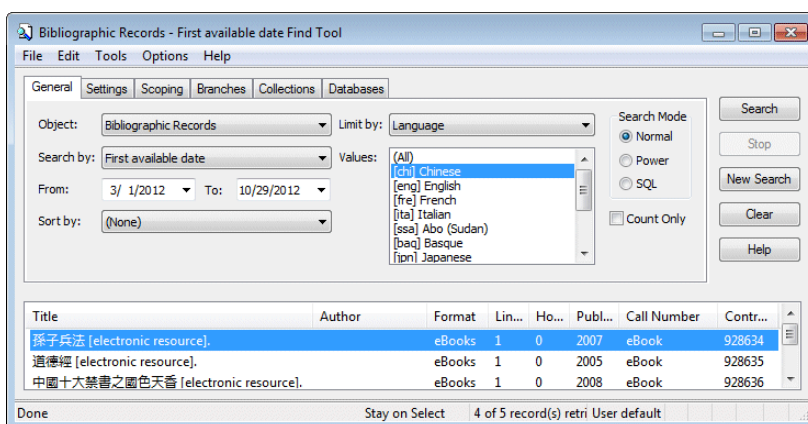 Bibliographic Records - First available date Find Tool
File Edit Tools Options Help
General Settings Scoping Branches Collections Databases
Object: Bibliographic Records Limit by: Language
Search by: First available date Values: (All)
[chi] Chinese
[eng] English
[fre] French
[ita] Italian
[ssa] Abo (Sudan)
[baq] Basque
[jpn] Japanese
From: 3/ 1/2012 To: 10/29/2012
Sort by: (None)
Search Mode
Normal
Power
SQL
Count Only
Search
Stop
New Search
Clear
Help
Title Author Format Lin... Ho... Publ... Call Number Contr...
孫子兵法 [electronic resource]. eBooks 1 0 2007 eBook 928634
道德經 [electronic resource]. eBooks 1 0 2005 eBook 928635
中國十大禁書之國色天香 [electronic resource]. eBooks 1 0 2008 eBook 928636
Done Stay on Select 4 of 5 record(s) retri User default